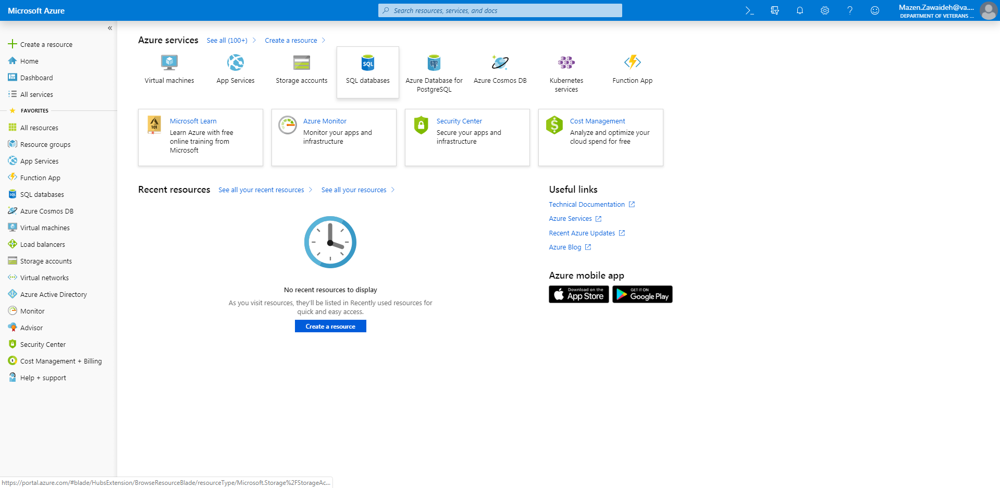 Microsoft Azure
Search resources, services, and docs
Mazen.Zawaideh@va....
DEPARTMENT OF VETERANS ...
Create a resource
Home
Dashboard
All services
FAVORITES
All resources
Resource groups
App Services
Function App
SQL databases
Azure Cosmos DB
Virtual machines
Load balancers
Storage accounts
Virtual networks
Azure Active Directory
Monitor
Advisor
Security Center
Cost Management + Billing
Help + support
Azure services See all (100+) Create a resource
Virtual machines
App Services
Storage accounts
SQL
SQL databases
Azure Database for
PostgreSQL
Azure Cosmos DB
Kubernetes
services
Function App
101
Microsoft Learn
Learn Azure with free
online training from
Microsoft
Azure Monitor
Monitor your apps and
infrastructure
Security Center
Secure your apps and
infrastructure
Cost Management
Analyze and optimize your
cloud spend for free
Recent resources See all your recent resources See all your resources
No recent resources to display
As you visit resources, they'll be listed in Recently used resources for
quick and easy access.
Create a resource
Useful links
Technical Documentation
Azure Services
Recent Azure Updates
Azure Blog
Azure mobile app
Download on the
App Store
GET IT ON
Google Play
https://portal.azure.com/#blade/HubsExtension/BrowseResourceBlade/resourceType/Microsoft.Storage%2FStorageAc...